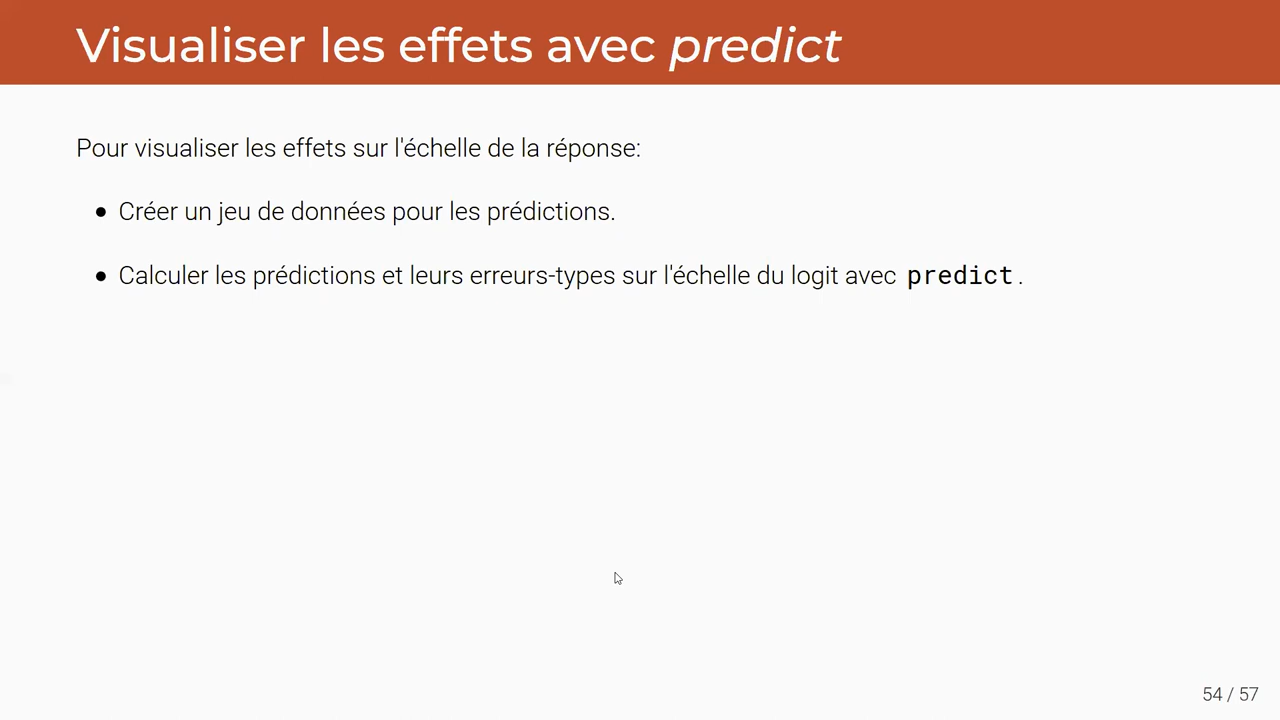 Visualiser les effets avec predict
Pour visualiser les effets sur l'échelle de la réponse:
● Créer un jeu de données pour les prédictions.
● Calculer les prédictions et leurs erreurs-types sur l'échelle du logit avec predict.
54 / 57